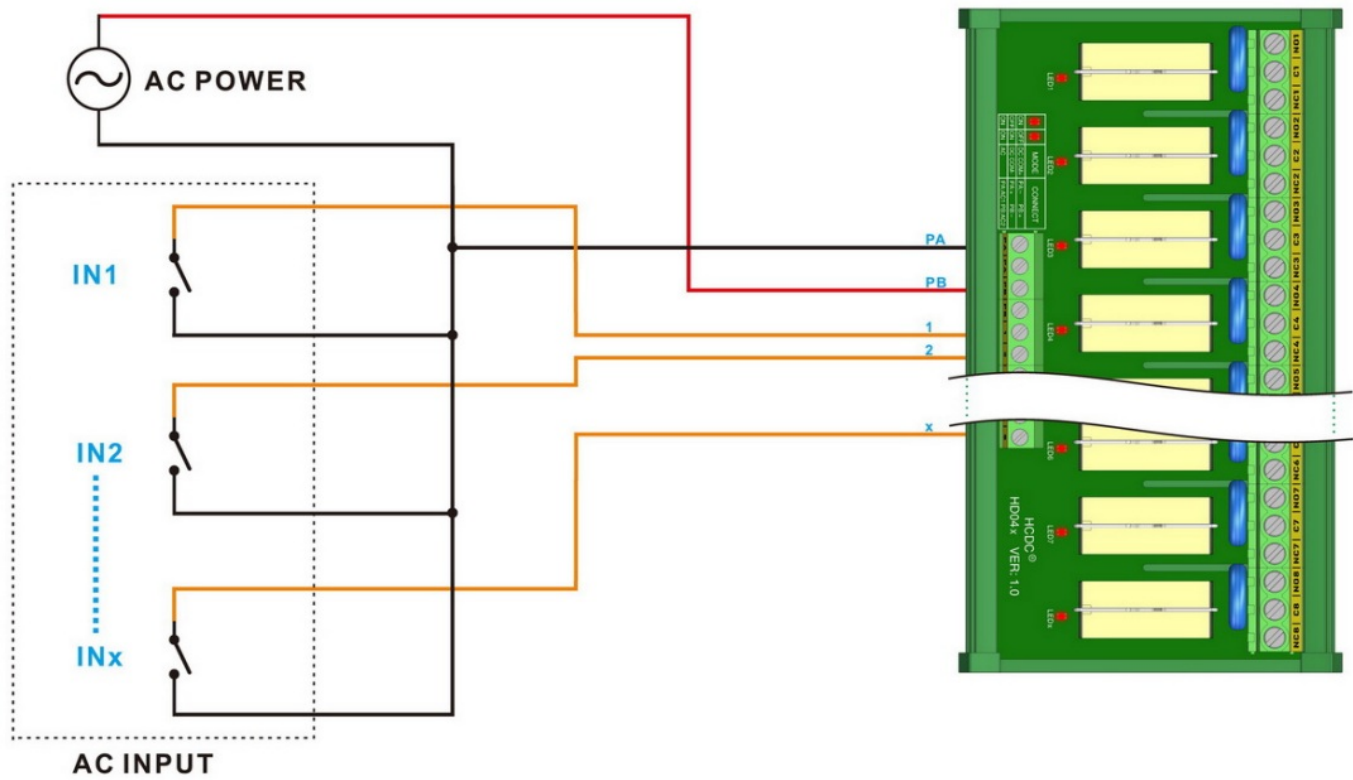 AC POWER
IN1
IN2
INx
AC INPUT
PA
PB
1
2
x
LED1
LED2
LED3
LED4
LED6
LED7
LEDx
MODE CONNECT
HCDC®
HD04x VER: 1.0
NO1
C1
NC1
NO2
C2
NC2
NO3
C3
NC3
NO4
C4
NC4
NO5
NC6
NO7
C7
NC7
NO8
C8
NC8